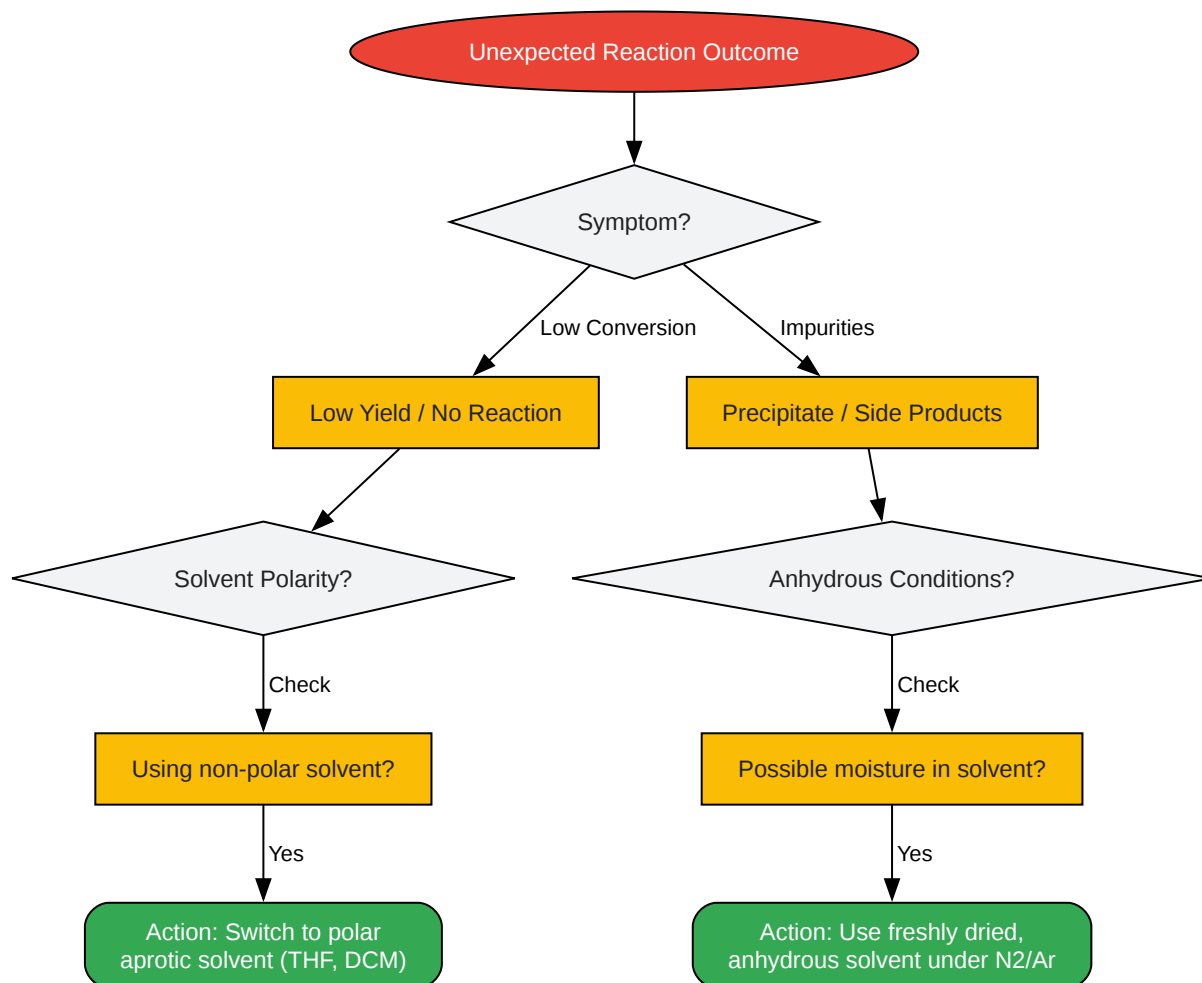 Unexpected Reaction Outcome
Symptom?
Low Conversion
Impurities
Low Yield / No Reaction
Precipitate / Side Products
Solvent Polarity?
Anhydrous Conditions?
Check
Check
Using non-polar solvent?
Possible moisture in solvent?
Yes
Yes
Action: Switch to polar
aprotic solvent (THF, DCM)
Action: Use freshly dried,
anhydrous solvent under N2/Ar